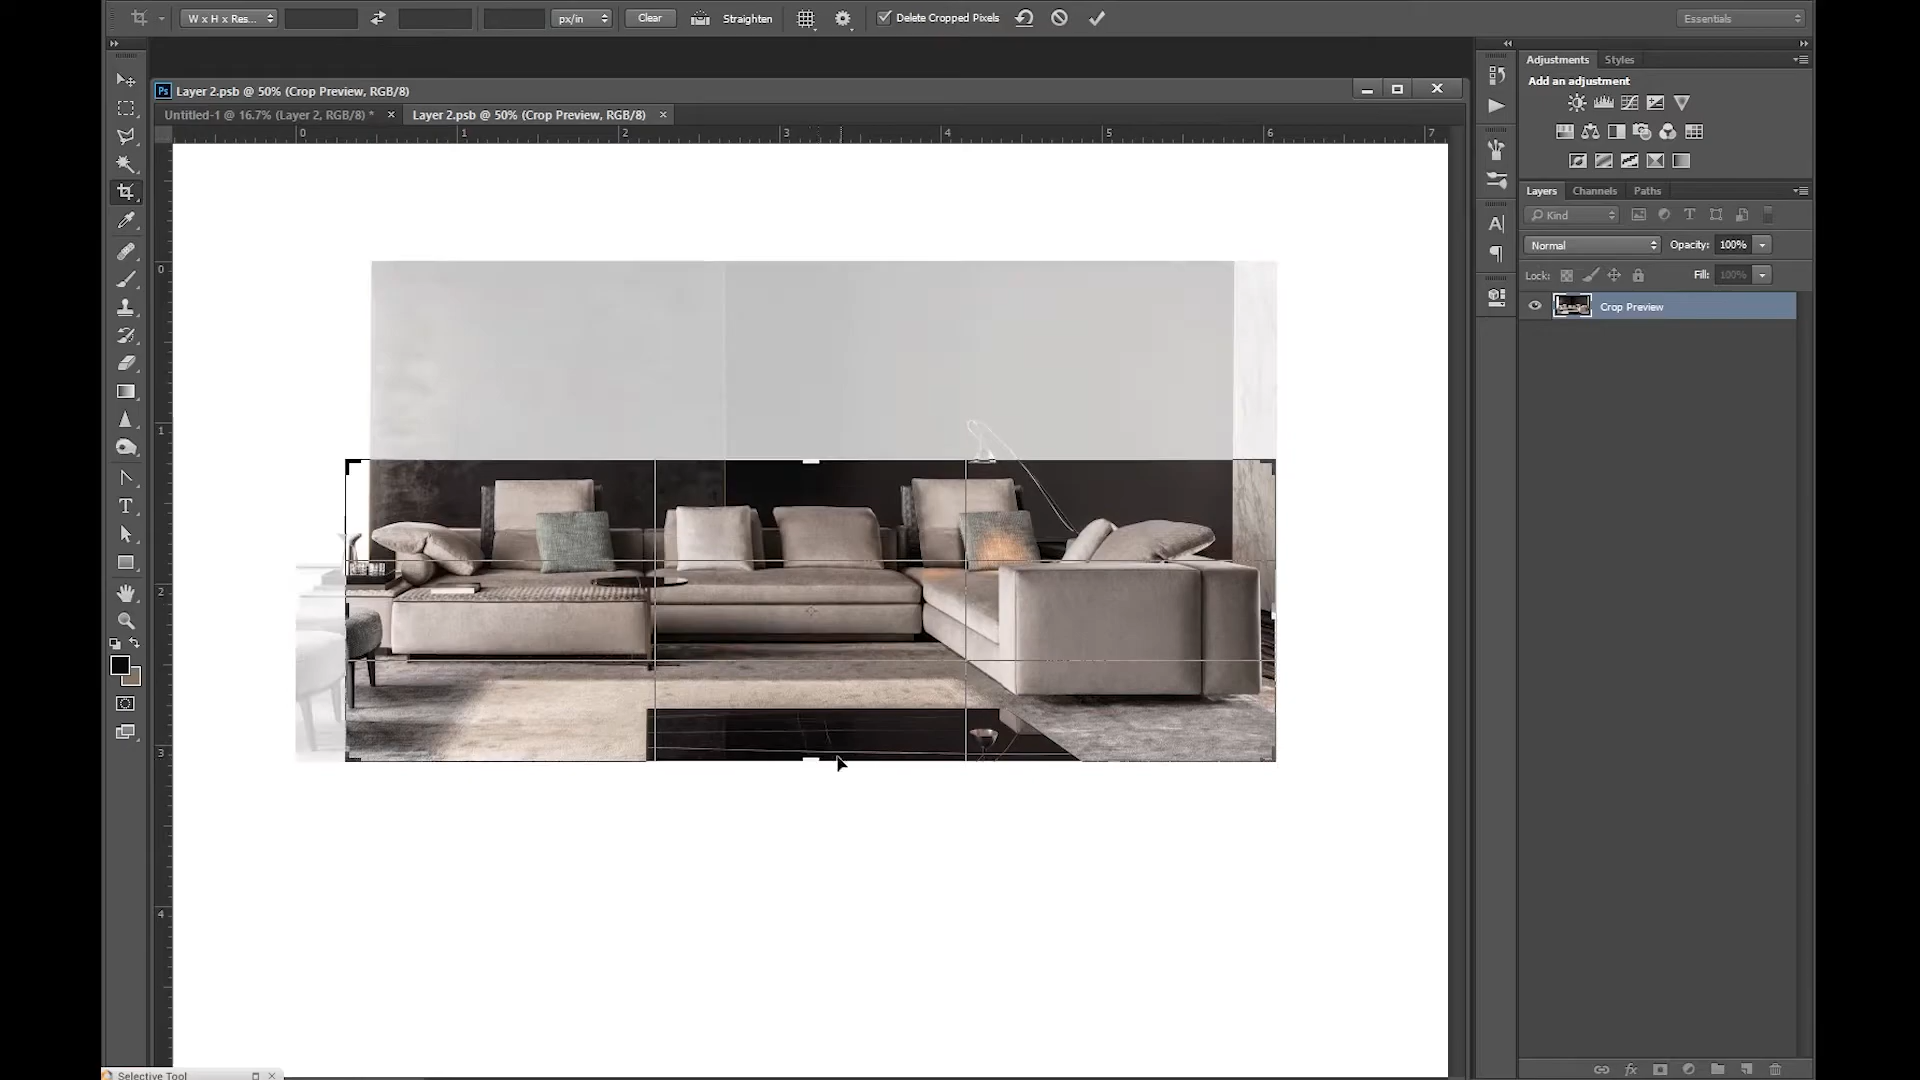 W x H x Res...
px/in
Clear
Straighten
Delete Cropped Pixels
Essentials
Ps Layer 2.psb @ 50% (Crop Preview, RGB/8)
Untitled-1 @ 16.7% (Layer 2, RGB/8) *
Layer 2.psb @ 50% (Crop Preview, RGB/8)
0 1 2 3 4 5 6 7
0
1
2
3
4
Adjustments
Styles
Add an adjustment
Layers
Channels
Paths
Kind
Normal
Opacity: 100%
Lock:
Fill: 100%
Crop Preview
Selective Tool